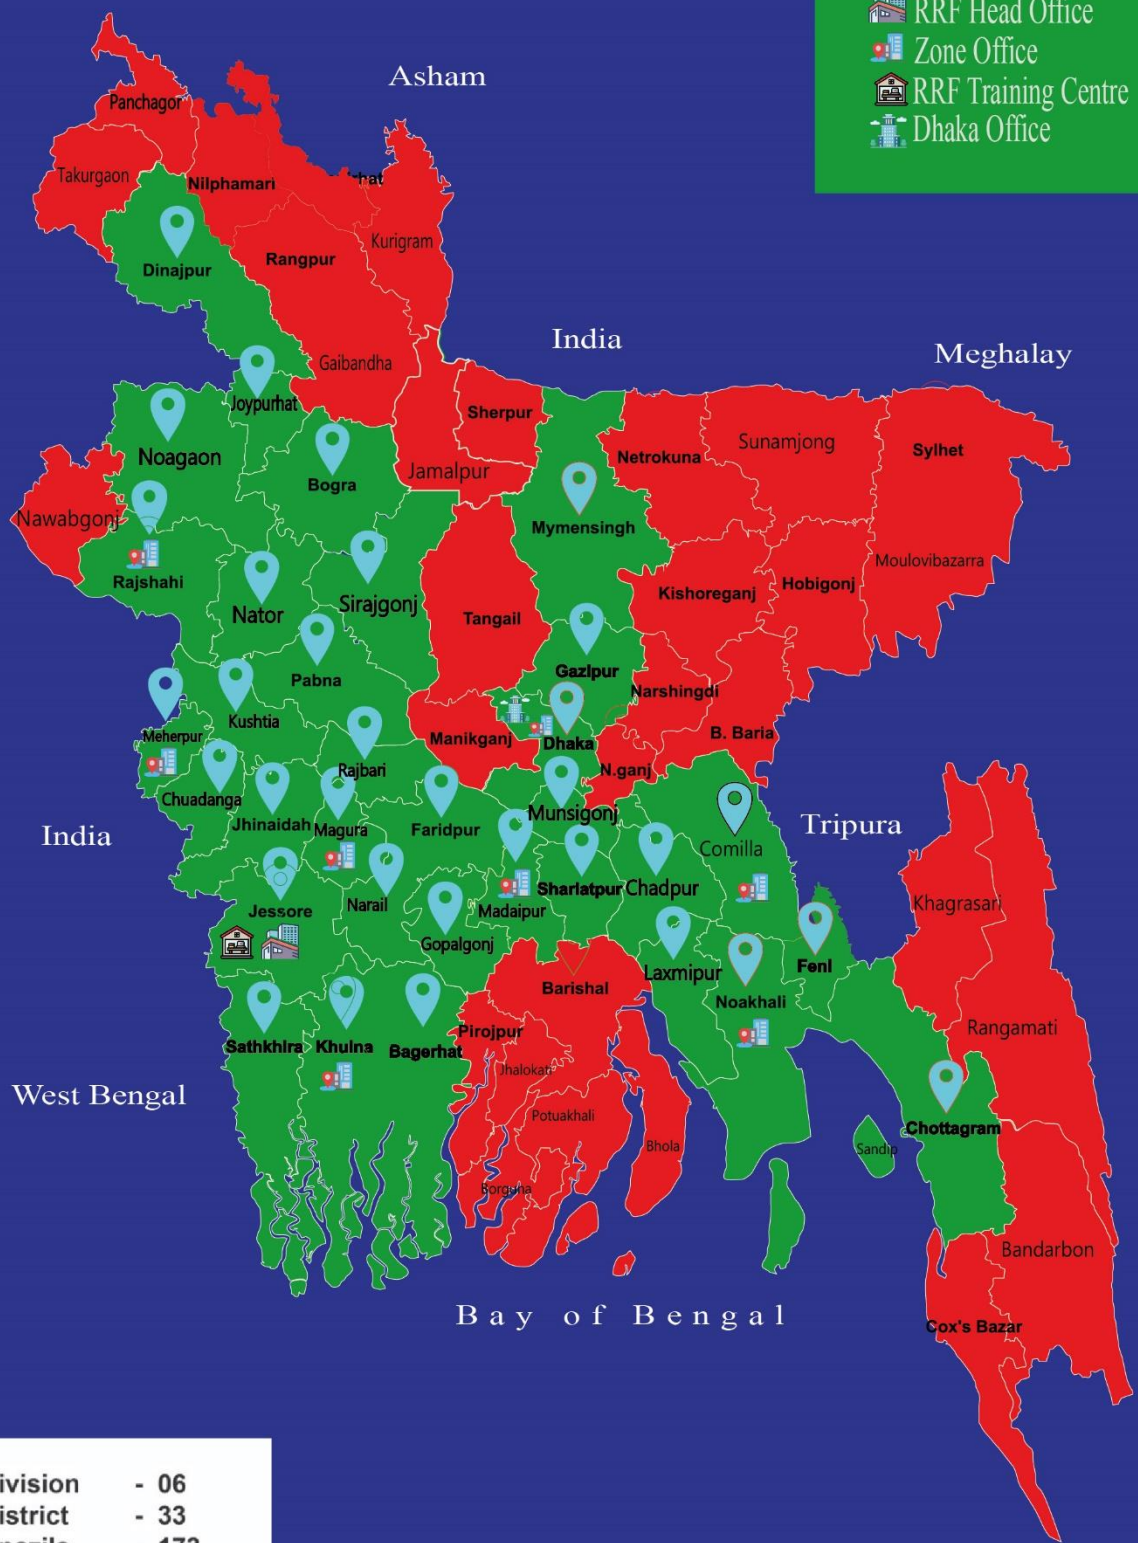 RRF Head Office
Zone Office
RRF Training Centre
Dhaka Office
Asham
Panchagor
Takurgaon
Nilphamari
Kurigram
Rangpur
Dinajpur
India
Meghalay
Gaibandha
Joypurhat
Sherpur
Sunamjong
Noagaon
Netrokuna
Sylhet
Jamalpur
Bogra
Nawabgonj
Mymensingh
Moulovibazarra
Rajshahi
Hobigonj
Kishoreganj
Sirajgonj
Nator
Tangail
Gazipur
Pabna
Narshingdi
Kushtia
Meherpur
Manikganj
Dhaka
B. Baria
Rajbari
N.ganj
Chuadanga
Munsigonj
Jhinaidah
Magura
Faridpur
India
Tripura
Comilla
Shariatpur
Chadpur
Narail
Jessore
Madaipur
Khagrasari
Gopalgonj
Laxmipur
Feni
Barishal
Noakhali
Rangamati
Pirojpur
Sathkhira
Khulna
Bagerhat
Jhalokati
West Bengal
Potuakhali
Chottagram
Bhola
Sandip
Borguna
Bandarbon
Bay of Bengal
Cox's Bazar
ivision - 06
istrict - 33